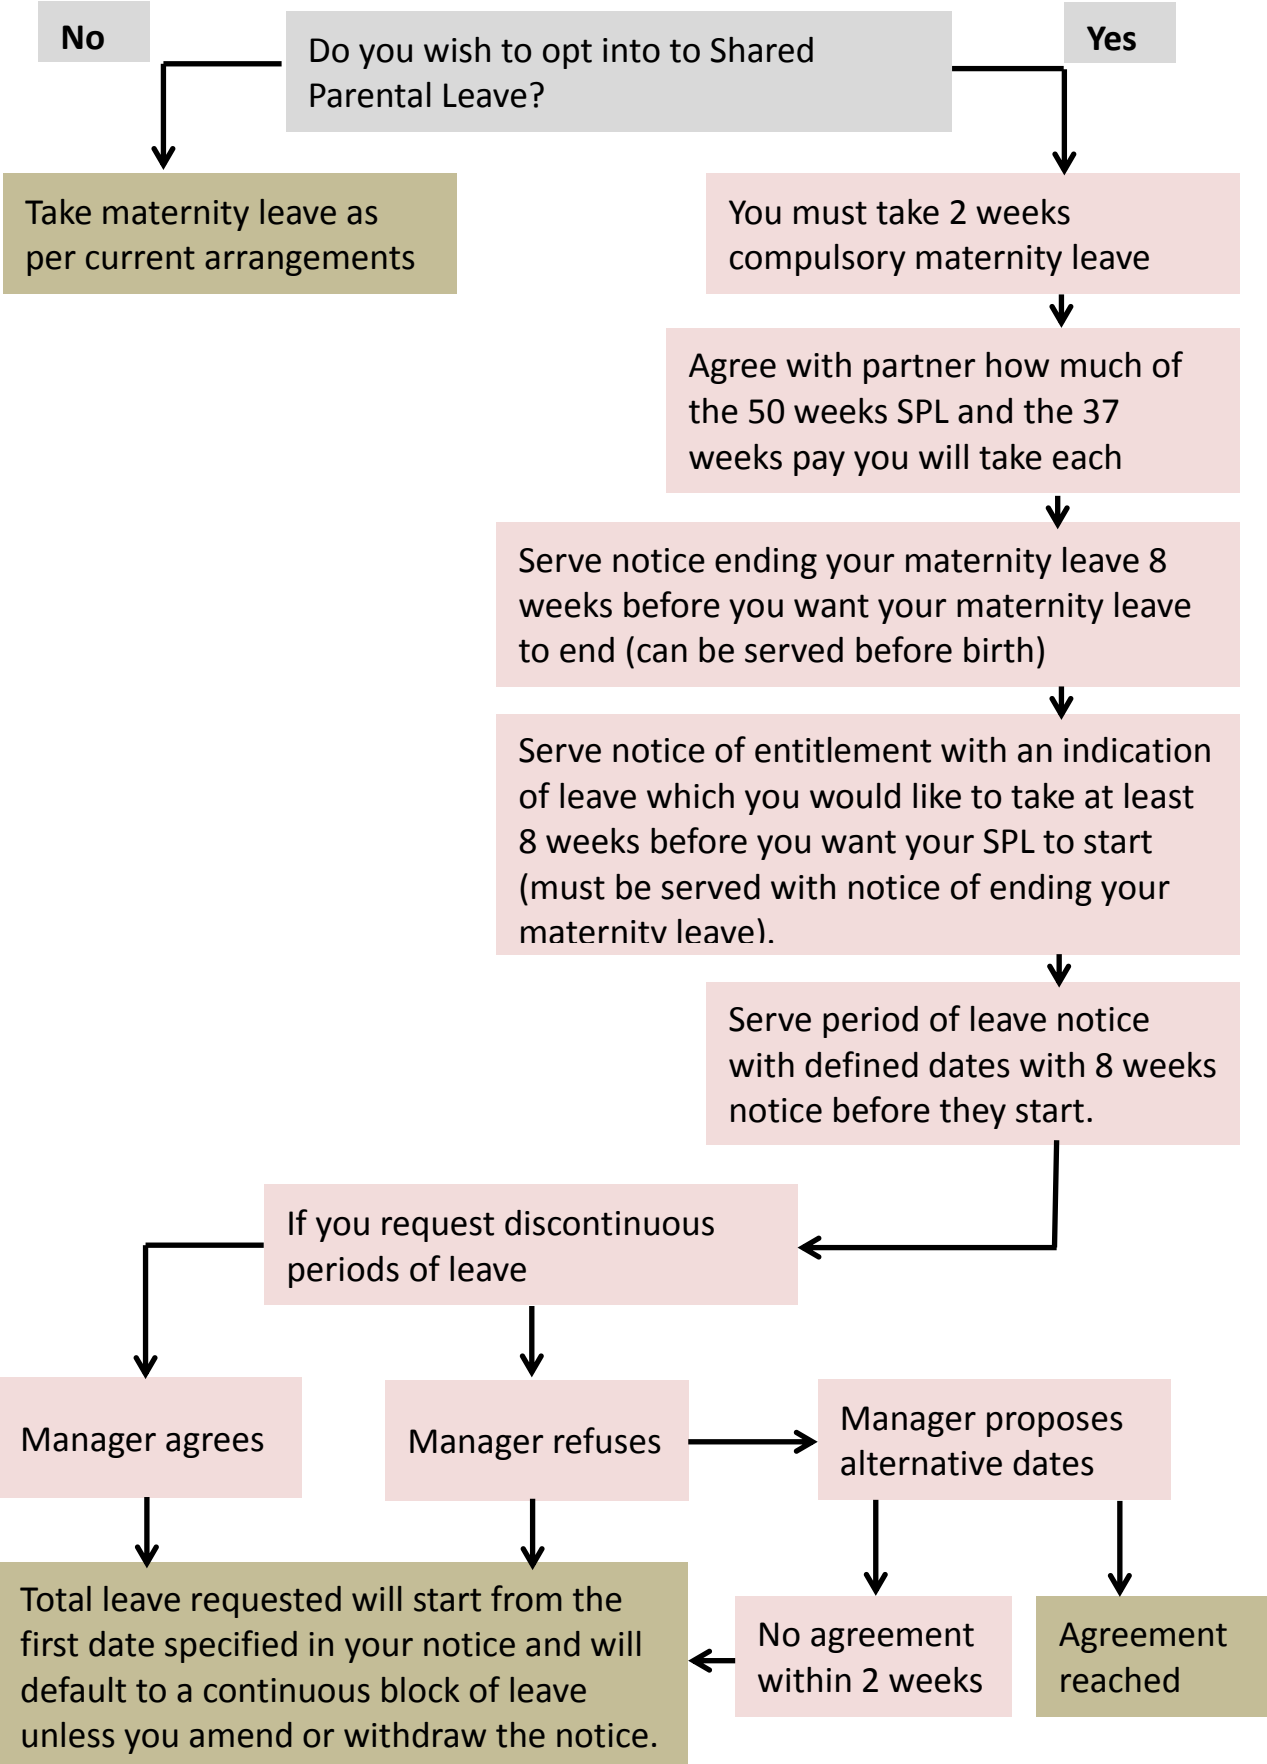 No
Yes
Do you wish to opt into to Shared
Parental Leave?
Take maternity leave as
per current arrangements
You must take 2 weeks
compulsory maternity leave
Agree with partner how much of
the 50 weeks SPL and the 37
weeks pay you will take each
Serve notice ending your maternity leave 8
weeks before you want your maternity leave
to end (can be served before birth)
Serve notice of entitlement with an indication
of leave which you would like to take at least
8 weeks before you want your SPL to start
(must be served with notice of ending your
maternity leave).
Serve period of leave notice
with defined dates with 8 weeks
notice before they start.
If you request discontinuous
periods of leave
Manager agrees
Manager refuses
Manager proposes
alternative dates
Total leave requested will start from the
first date specified in your notice and will
default to a continuous block of leave
unless you amend or withdraw the notice.
No agreement
within 2 weeks
Agreement
reached